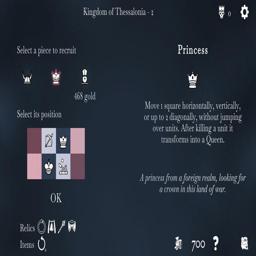 Kingdom of Thessalonia - 2
0
Select a piece to recruit
468 gold
Select its position
OK
Relics
Items
Princess
Move 1 square horizontally, vertically,
or up to 2 diagonally, without jumping
over units. After killing a unit it
transforms into a Queen.
A princess from a foreign realm, looking for
a crown in this land of war.
700 ?